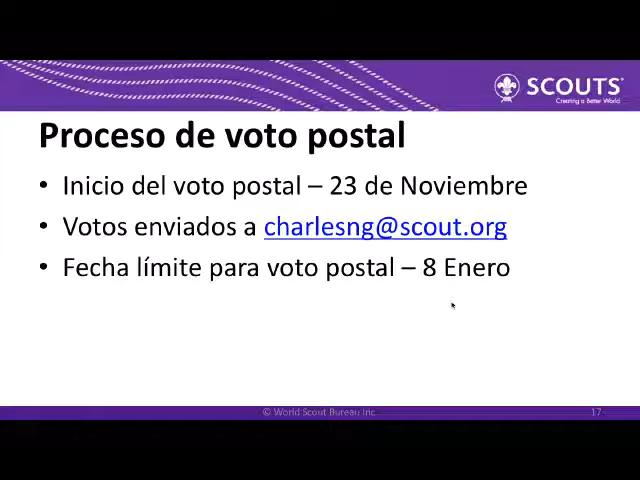 SCOUTS
Creating a Better World
Proceso de voto postal
• Inicio del voto postal – 23 de Noviembre
• Votos enviados a charlesng@scout.org
• Fecha límite para voto postal – 8 Enero
© World Scout Bureau Inc.
17